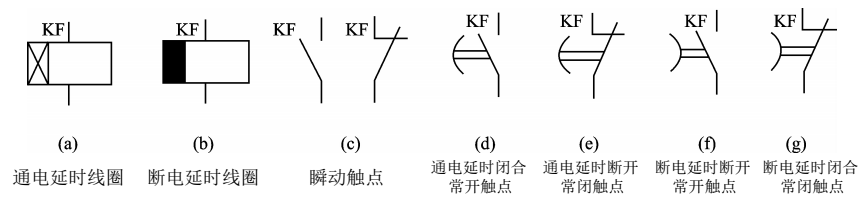 KF KF KF KF KF KF KF KF
(a) (b) (c) (d) (e) (f) (g)
通电延时线圈 断电延时线圈 瞬动触点
通电延时闭合 常开触点
通电延时断开 常闭触点
断电延时断开 常开触点
断电延时闭合 常闭触点